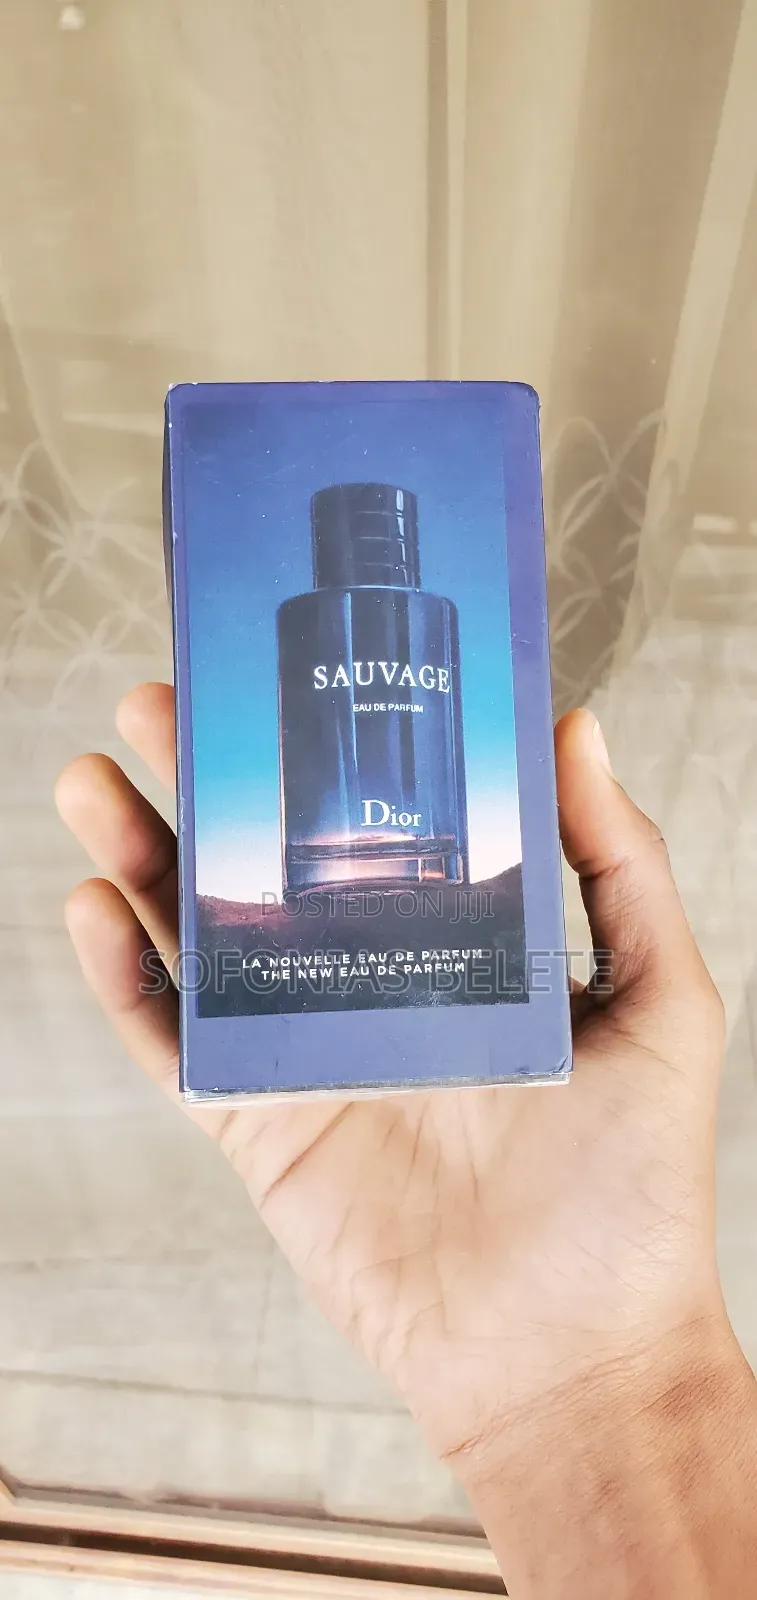 SAUVAGE
EAU DE PARFUM
Dior
POSTED ON JIJI
LA NOUVELLE EAU DE PARFUM
SOFONIAS BELETE
THE NEW EAU DE PARFUM